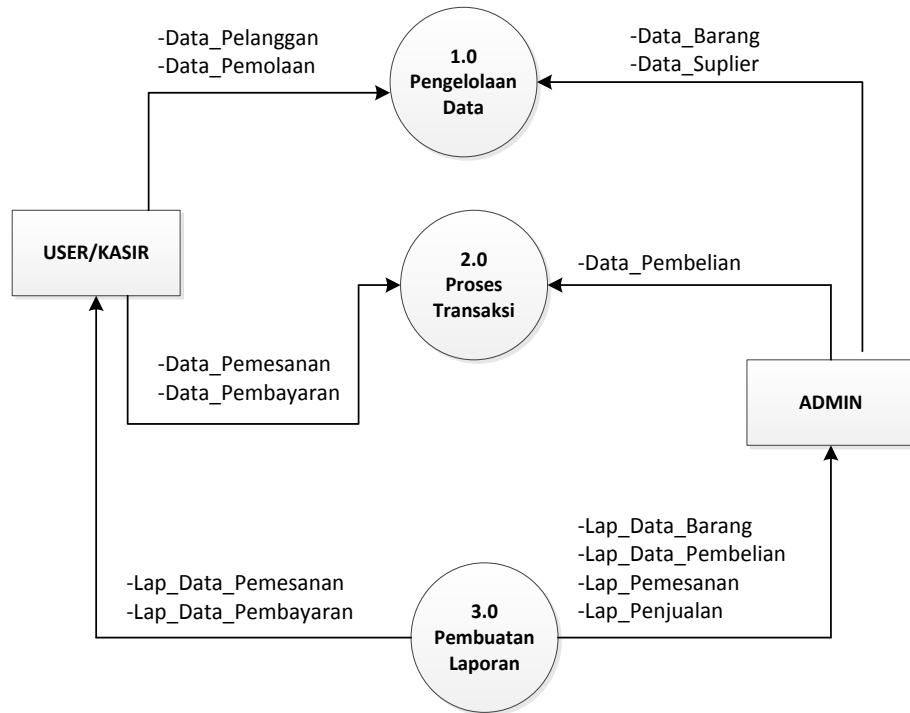 -Data_Pelanggan
-Data_Pemolaan
1.0
Pengelolaan
Data
-Data_Barang
-Data_Suplier
USER/KASIR
2.0
Proses
Transaksi
-Data_Pembelian
-Data_Pemesanan
-Data_Pembayaran
ADMIN
-Lap_Data_Pemesanan
-Lap_Data_Pembayaran
3.0
Pembuatan
Laporan
-Lap_Data_Barang
-Lap_Data_Pembelian
-Lap_Pemesanan
-Lap_Penjualan